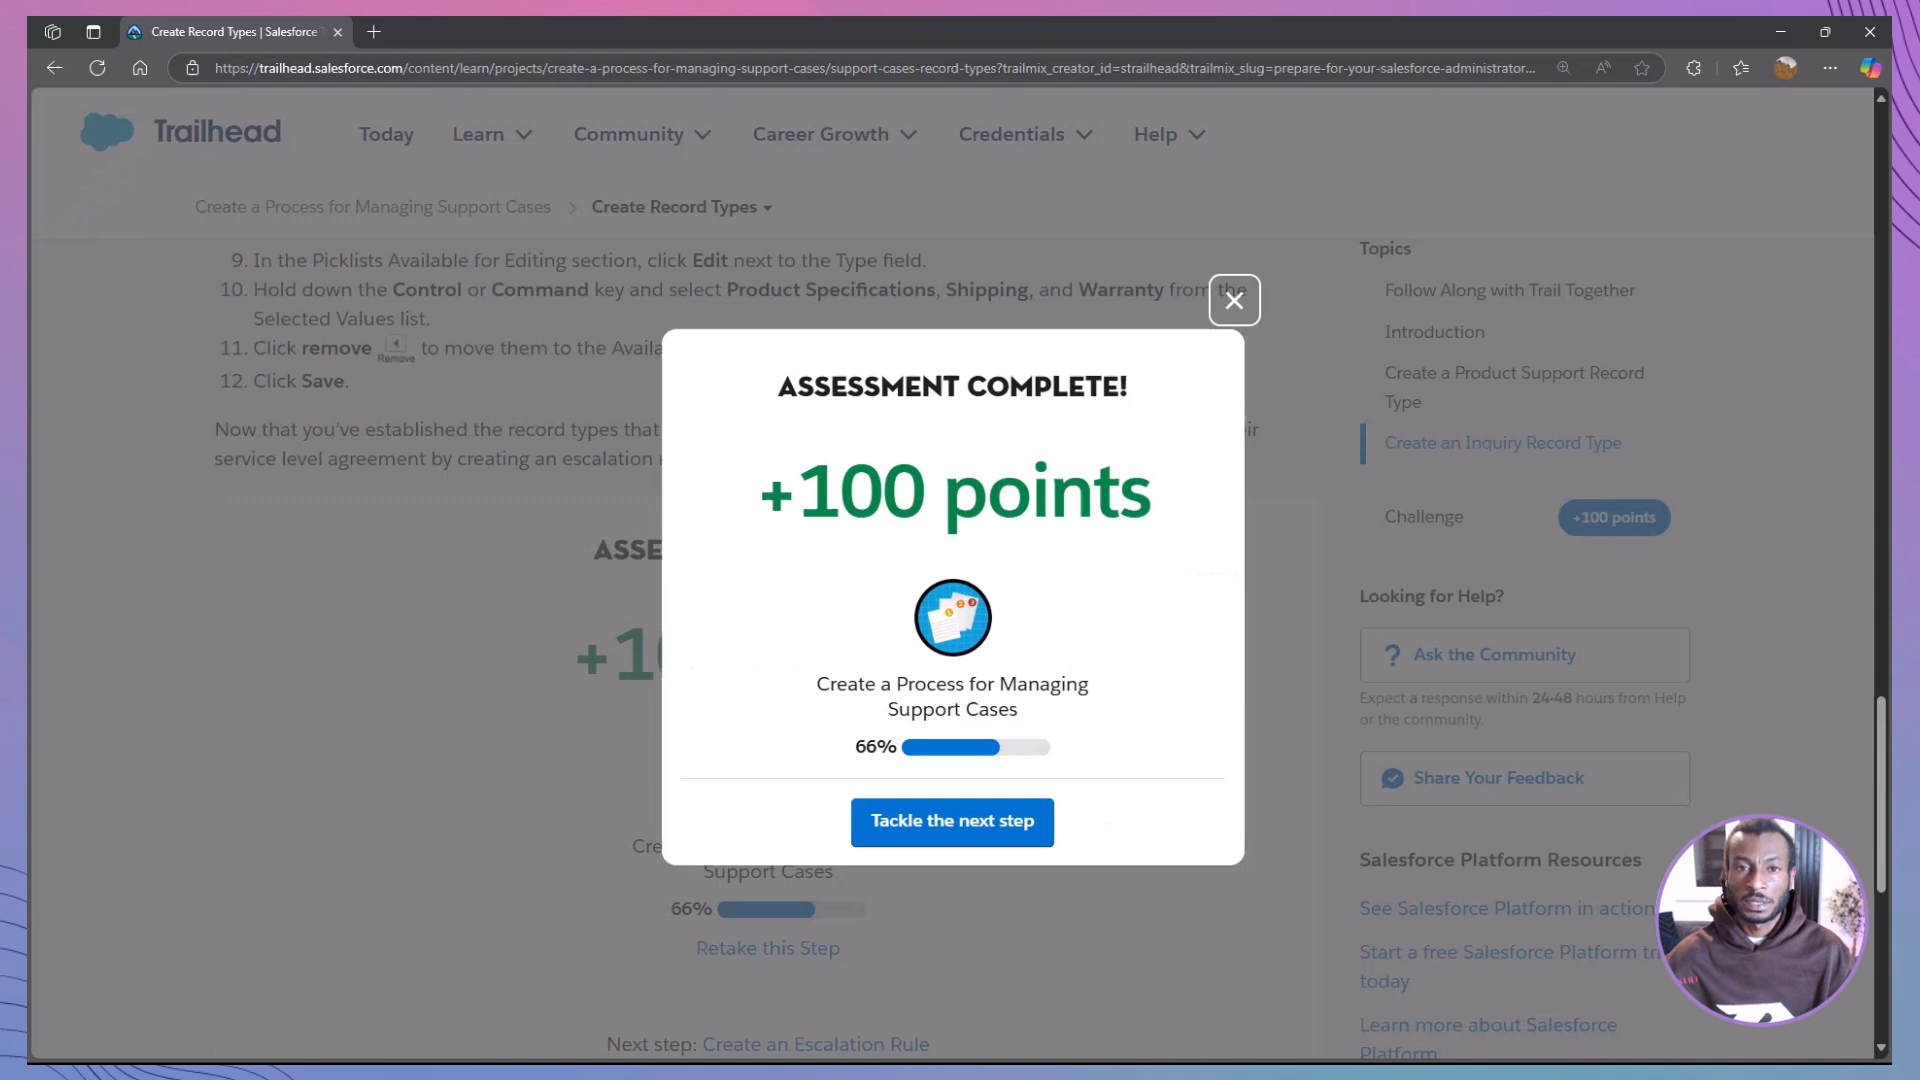 Create Record Types | Salesforce
https://trailhead.salesforce.com/content/learn/projects/create-a-process-for-managing-support-cases/support-cases-record-types?trailmix_creator_id=strailhead&trailmix_slug=prepare-for-your-salesforce-administrator...
Trailhead
Today
Learn
Community
Career Growth
Credentials
Help
Create a Process for Managing Support Cases
Create Record Types
9. In the Picklists Available for Editing section, click Edit next to the Type field.
10. Hold down the Control or Command key and select Product Specifications, Shipping, and Warranty from the
Selected Values list.
11. Click remove Remove to move them to the Availa
12. Click Save.
Now that you've established the record types that
service level agreement by creating an escalation
ASSE
+10
Cre
Support Cases
66%
Retake this Step
Next step: Create an Escalation Rule
ASSESSMENT COMPLETE!
+100 points
Create a Process for Managing
Support Cases
66%
Tackle the next step
Topics
Follow Along with Trail Together
Introduction
Create a Product Support Record
Type
Create an Inquiry Record Type
Challenge
+100 points
Looking for Help?
? Ask the Community
Expect a response within 24-48 hours from Help
or the community.
Share Your Feedback
Salesforce Platform Resources
See Salesforce Platform in action
Start a free Salesforce Platform tri
today
Learn more about Salesforce
Platform